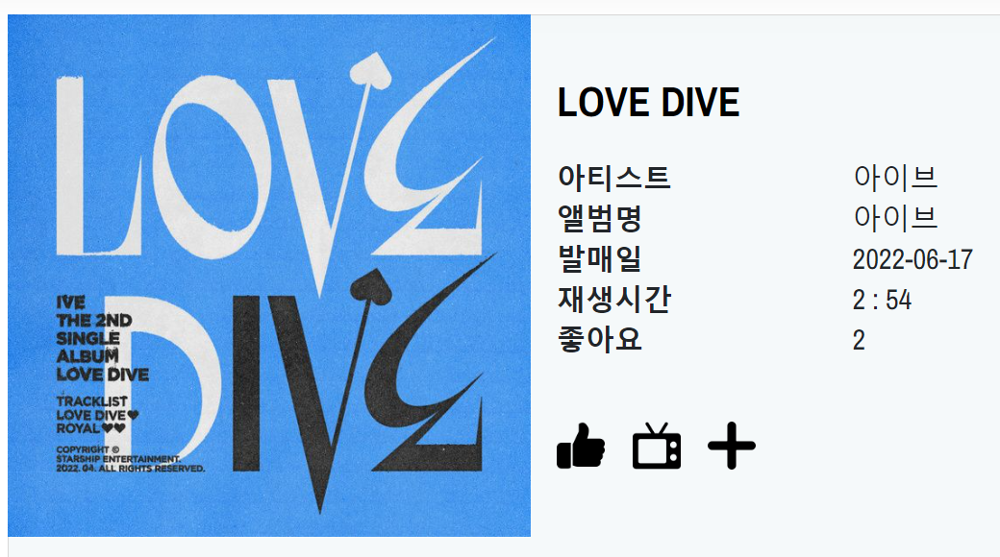 LOVE
DIVE
IVE
THE 2ND
SINGLE
ALBUM
LOVE DIVE
TRACKLIST
LOVE DIVE♥
ROYAL♥♥
COPYRIGHT ©
STARSHIP ENTERTAINMENT.
2022. 04. ALL RIGHTS RESERVED.
LOVE DIVE
아티스트 아이브
앨범명 아이브
발매일 2022-06-17
재생시간 2 : 54
좋아요 2